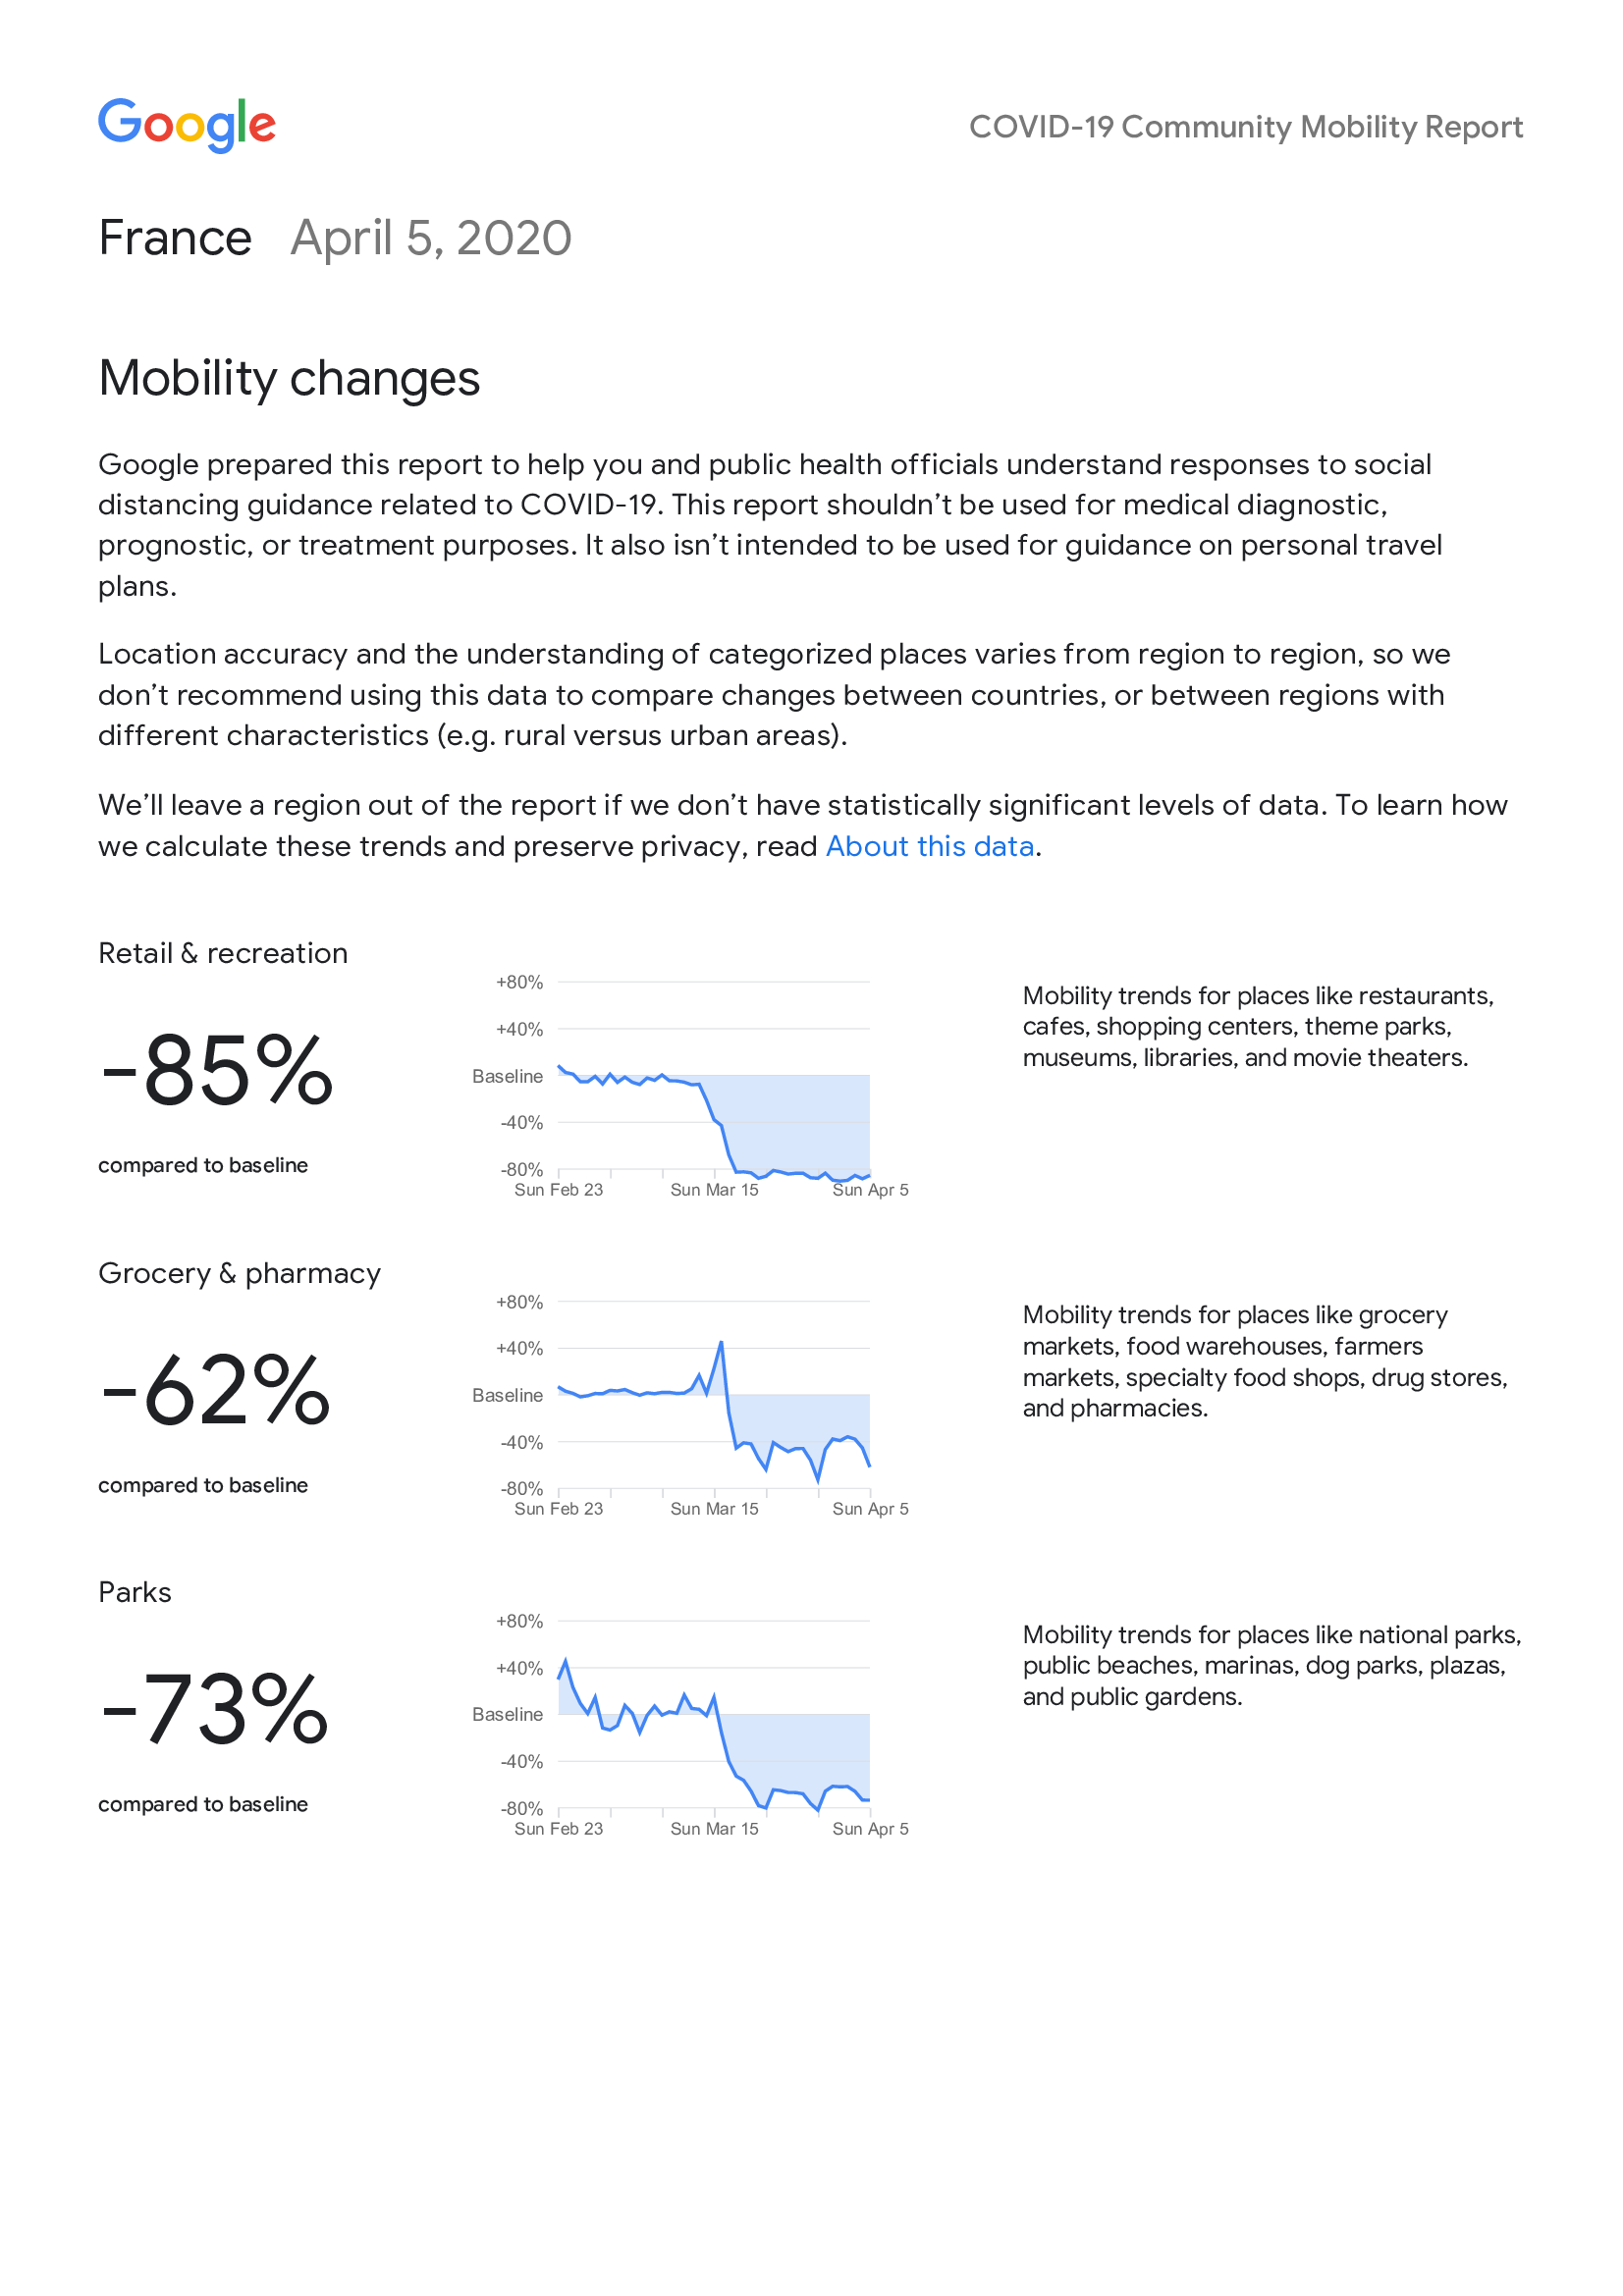 Google
COVID-19 Community Mobility Report
France April 5, 2020
Mobility changes
Google prepared this report to help you and public health officials understand responses to social
distancing guidance related to COVID-19. This report shouldn’t be used for medical diagnostic,
prognostic, or treatment purposes. It also isn’t intended to be used for guidance on personal travel
plans.
Location accuracy and the understanding of categorized places varies from region to region, so we
don’t recommend using this data to compare changes between countries, or between regions with
different characteristics (e.g. rural versus urban areas).
We’ll leave a region out of the report if we don’t have statistically significant levels of data. To learn how
we calculate these trends and preserve privacy, read About this data.
Retail & recreation
-85%
compared to baseline
+80%
+40%
Baseline
-40%
-80%
Sun Feb 23 Sun Mar 15 Sun Apr 5
Mobility trends for places like restaurants,
cafes, shopping centers, theme parks,
museums, libraries, and movie theaters.
Grocery & pharmacy
-62%
compared to baseline
+80%
+40%
Baseline
-40%
-80%
Sun Feb 23 Sun Mar 15 Sun Apr 5
Mobility trends for places like grocery
markets, food warehouses, farmers
markets, specialty food shops, drug stores,
and pharmacies.
Parks
-73%
compared to baseline
+80%
+40%
Baseline
-40%
-80%
Sun Feb 23 Sun Mar 15 Sun Apr 5
Mobility trends for places like national parks,
public beaches, marinas, dog parks, plazas,
and public gardens.